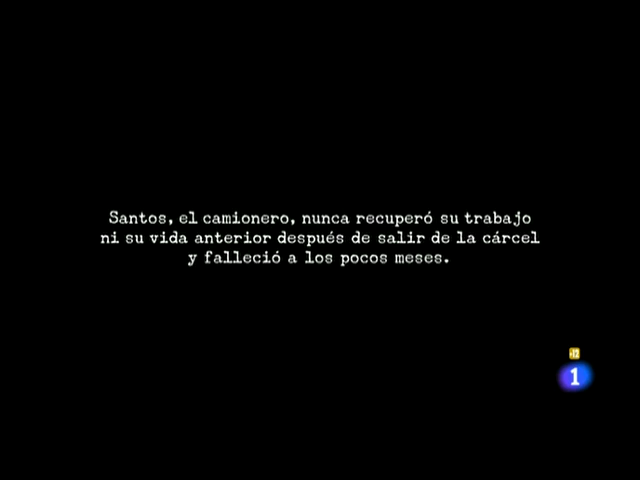 Santos, el camionero, nunca recuperó su trabajo
ni su vida anterior después de salir de la cárcel
y falleció a los pocos meses.
1